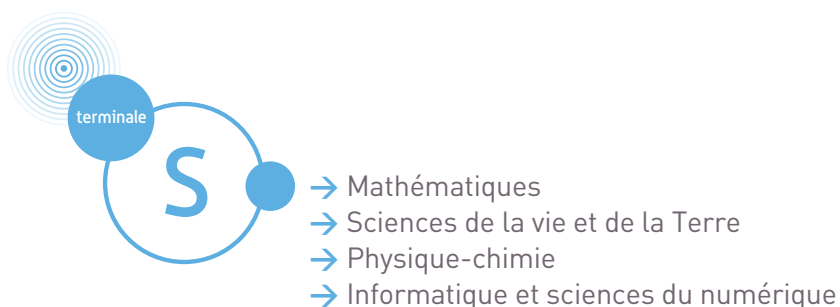 terminale
S
→ Mathématiques
→ Sciences de la vie et de la Terre
→ Physique-chimie
→ Informatique et sciences du numérique